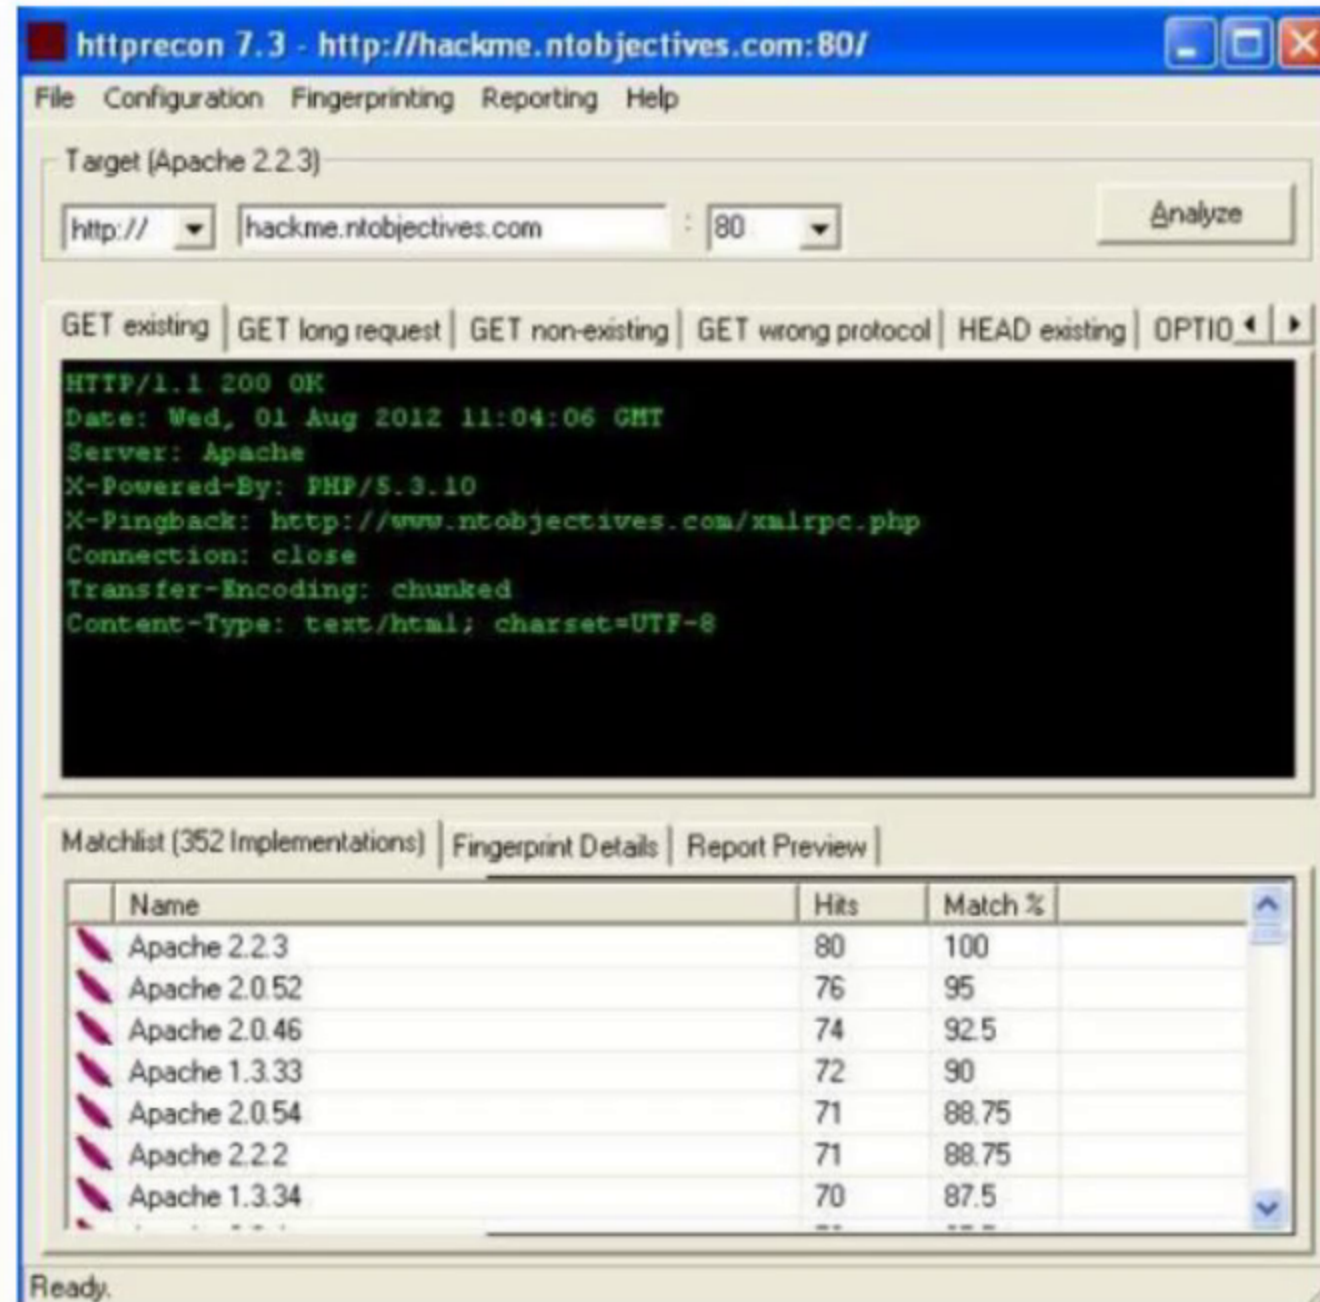 httprecon 7.3 - http://hackme.ntobjectives.com:80/
File Configuration Fingerprinting Reporting Help
Target (Apache 2.2.3)
http:// hackme.ntobjectives.com : 80 Analyze
GET existing GET long request GET non-existing GET wrong protocol HEAD existing OPTIO
HTTP/1.1 200 OK
Date: Wed, 01 Aug 2012 11:04:06 GMT
Server: Apache
X-Powered-By: PHP/5.3.10
X-Pingback: http://www.ntobjectives.com/xmlrpc.php
Connection: close
Transfer-Encoding: chunked
Content-Type: text/html; charset=UTF-8
Matchlist (352 Implementations) Fingerprint Details Report Preview
Name Hits Match %
Apache 2.2.3 80 100
Apache 2.0.52 76 95
Apache 2.0.46 74 92.5
Apache 1.3.33 72 90
Apache 2.0.54 71 88.75
Apache 2.2.2 71 88.75
Apache 1.3.34 70 87.5
Ready.